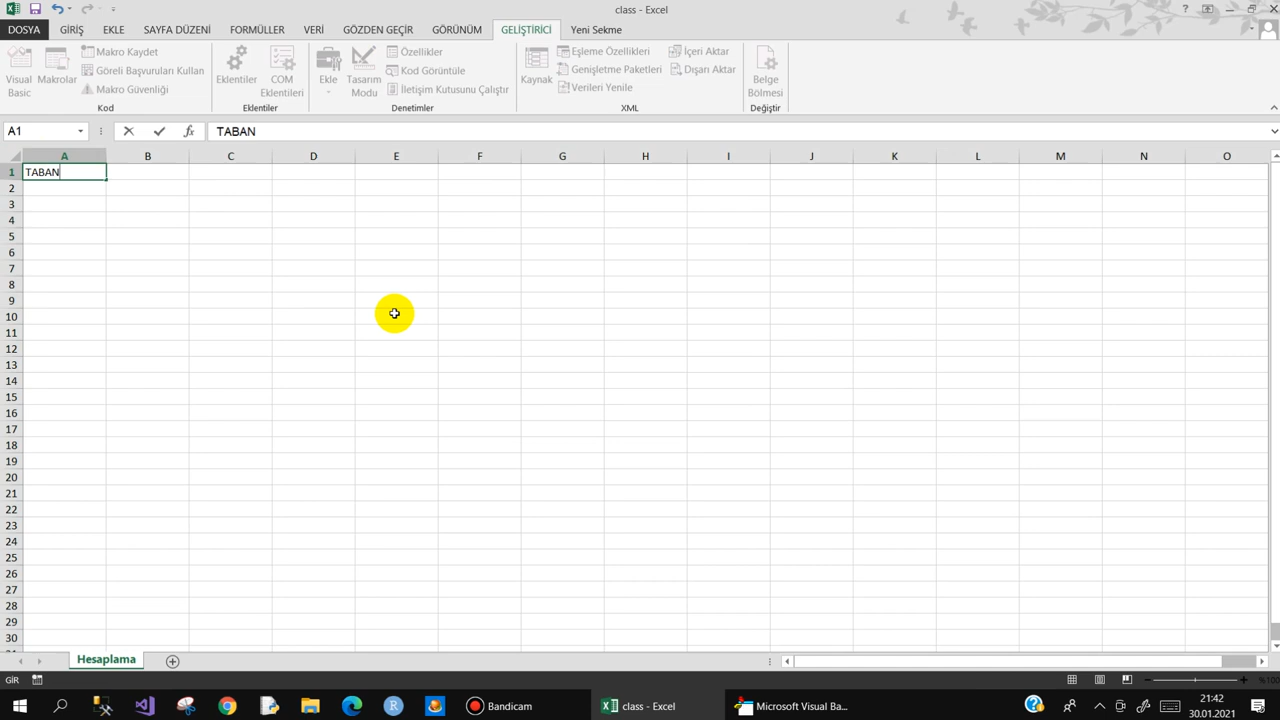 class - Excel
DOSYA GİRİŞ EKLE SAYFA DÜZENİ FORMÜLLER VERİ GÖZDEN GEÇİR GÖRÜNÜM GELİŞTİRİCİ Yeni Sekme
Visual Basic
Makrolar
Makro Kaydet
Göreli Başvuruları Kullan
Makro Güvenliği
Kod
Eklentiler
COM Eklentileri
Eklentiler
Ekle
Tasarım Modu
Özellikler
Kod Görüntüle
İletişim Kutusunu Çalıştır
Denetimler
Kaynak
Eşleme Özellikleri
Genişletme Paketleri
Verileri Yenile
İçeri Aktar
Dışarı Aktar
XML
Belge Bölmesi
Değiştir
A1 fx TABAN
A B C D E F G H I J K L M N O
1 TABAN
2
3
4
5
6
7
8
9
10
11
12
13
14
15
16
17
18
19
20
21
22
23
24
25
26
27
28
29
30
Hesaplama
GİR %100
Bandicam class - Excel Microsoft Visual Ba... 21:42
30.01.2021